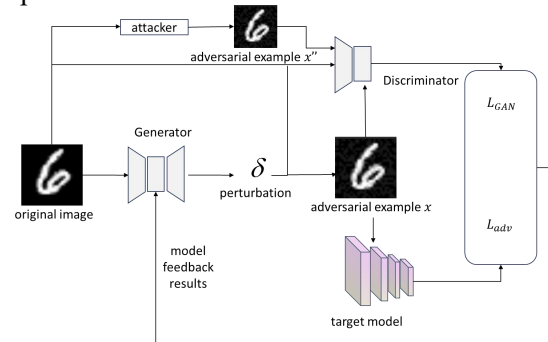 attacker
adversarial example x''
Discriminator
L_GAN
Generator
δ
perturbation
original image
adversarial example x
L_adv
model
feedback
results
target model